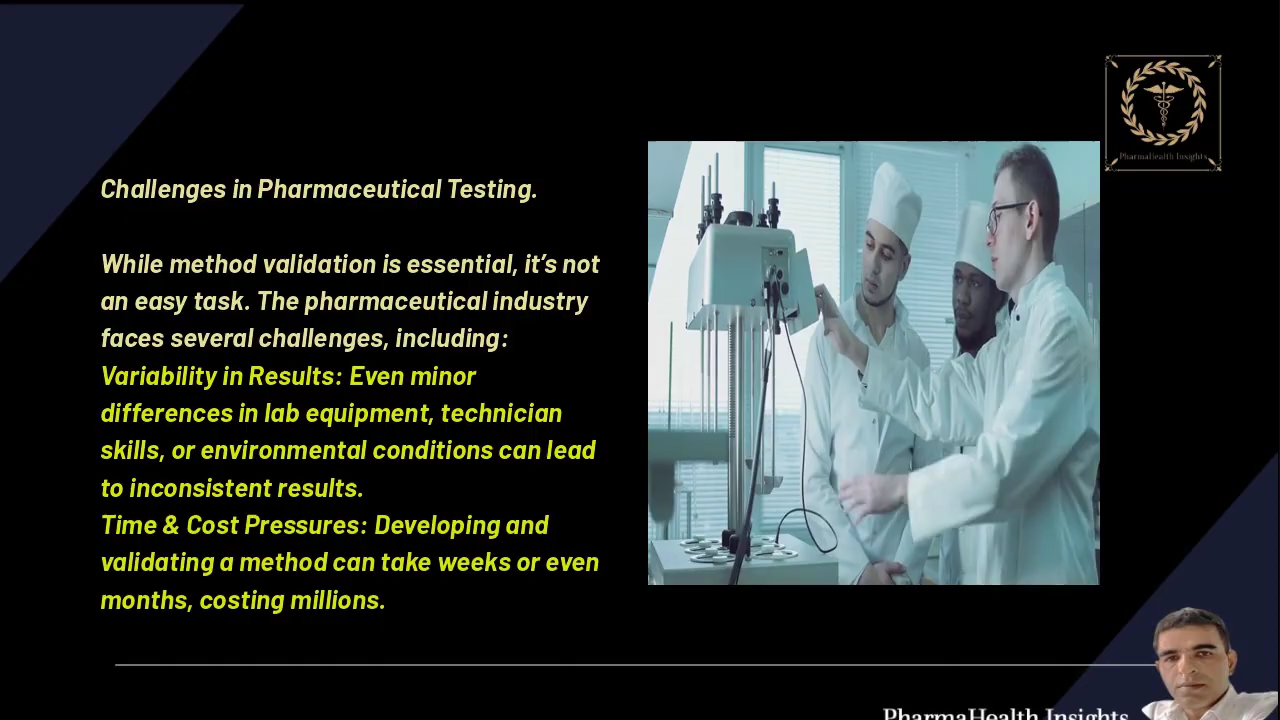 PharmaHealth Insights
Challenges in Pharmaceutical Testing.
While method validation is essential, it’s not
an easy task. The pharmaceutical industry
faces several challenges, including:
Variability in Results: Even minor
differences in lab equipment, technician
skills, or environmental conditions can lead
to inconsistent results.
Time & Cost Pressures: Developing and
validating a method can take weeks or even
months, costing millions.
PharmaHealth Insights